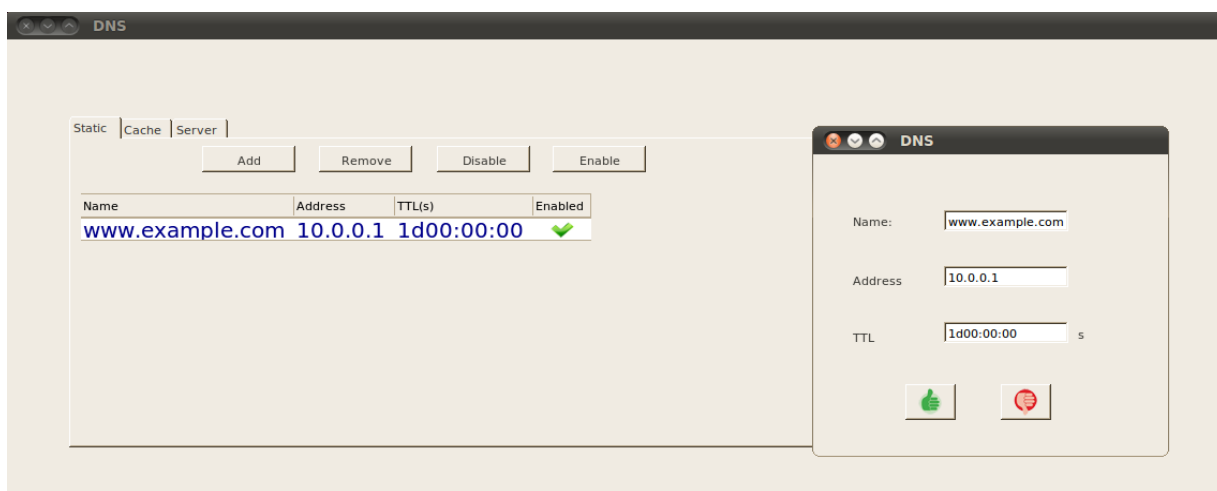 DNS
Static Cache Server
Add Remove Disable Enable
Name Address TTL(s) Enabled
www.example.com 10.0.0.1 1d00:00:00
DNS
Name: www.example.com
Address 10.0.0.1
TTL 1d00:00:00 s